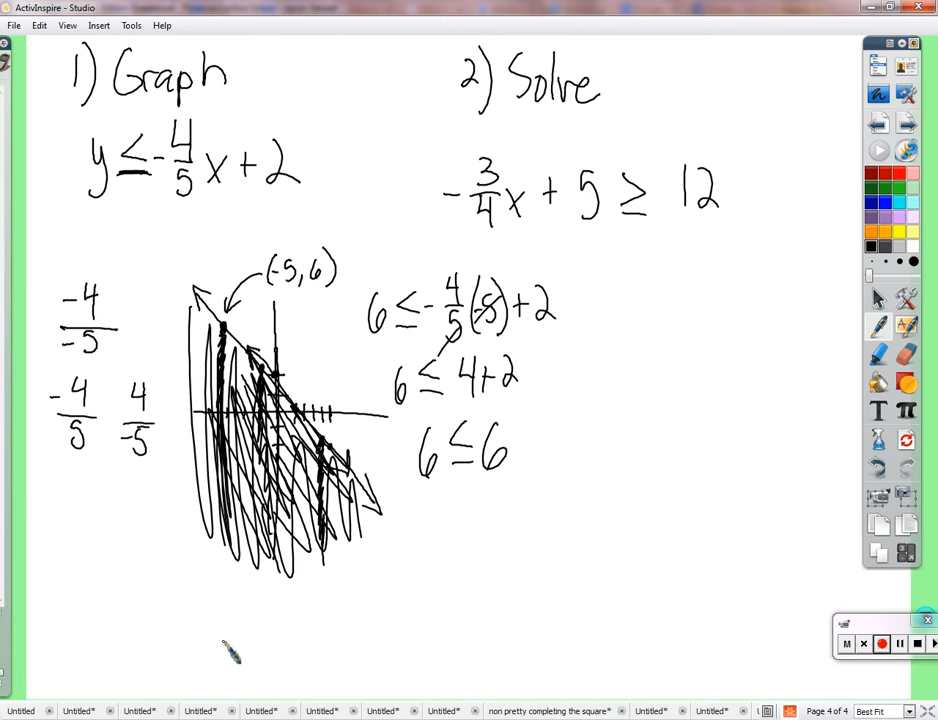 ActivInspire - Studio
File Edit View Insert Tools Help
1) Graph
y ≤ -4/5 x + 2
2) Solve
-3/4 x + 5 ≥ 12
(-5, 6)
-4/-5
-4/5 4/-5
6 ≤ -4/5 (-5) + 2
6 ≤ 4+2
6 ≤ 6
T π
M
Untitled Untitled* Untitled* Untitled* Untitled* Untitled* Untitled* Untitled* non pretty completing the square* Untitled* Untitled* Page 4 of 4 Best Fit